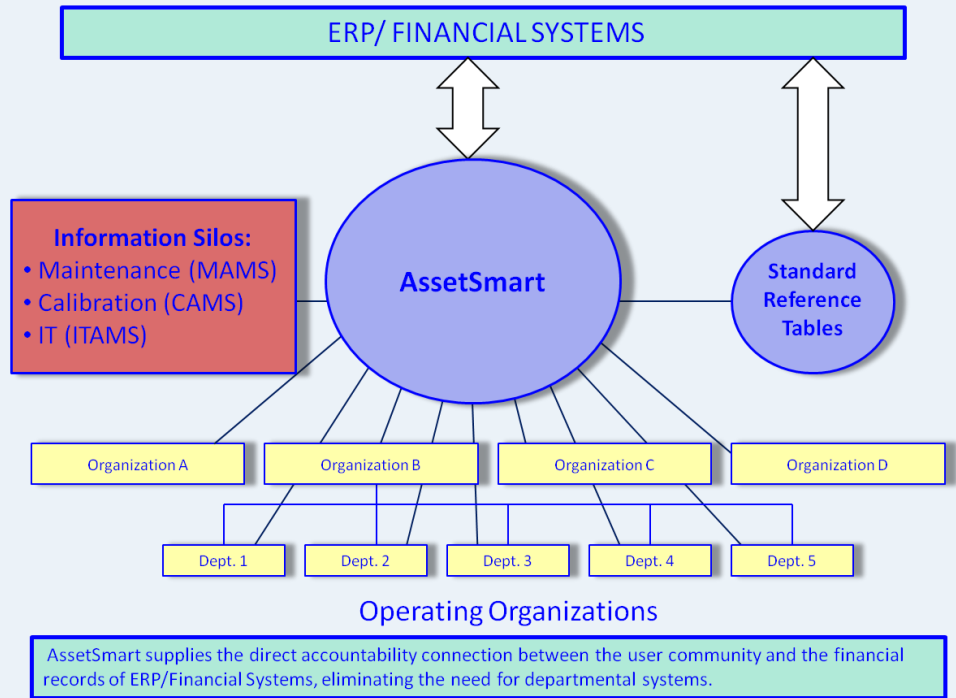 ERP/ FINANCIAL SYSTEMS
Information Silos:
• Maintenance (MAMS)
• Calibration (CAMS)
• IT (ITAMS)
AssetSmart
Standard
Reference
Tables
Organization A
Organization B
Organization C
Organization D
Dept. 1
Dept. 2
Dept. 3
Dept. 4
Dept. 5
Operating Organizations
AssetSmart supplies the direct accountability connection between the user community and the financial
records of ERP/Financial Systems, eliminating the need for departmental systems.